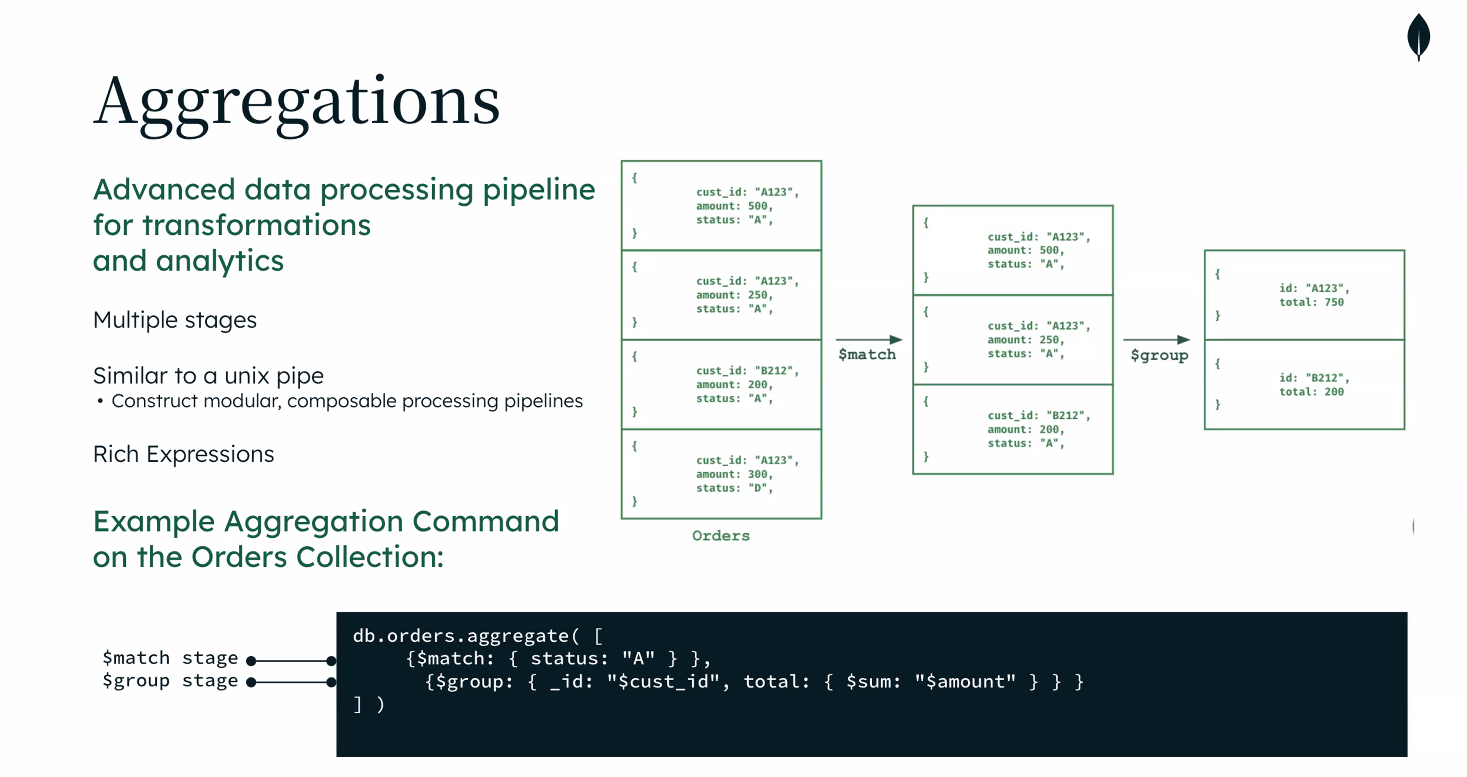 Aggregations
Advanced data processing pipeline
for transformations
and analytics
Multiple stages
Similar to a unix pipe
• Construct modular, composable processing pipelines
Rich Expressions
{
cust_id: "A123",
amount: 500,
status: "A",
}
{
cust_id: "A123",
amount: 250,
status: "A",
}
{
cust_id: "B212",
amount: 200,
status: "A",
}
{
cust_id: "A123",
amount: 300,
status: "D",
}
Orders
$match
{
cust_id: "A123",
amount: 500,
status: "A",
}
{
cust_id: "A123",
amount: 250,
status: "A",
}
{
cust_id: "B212",
amount: 200,
status: "A",
}
$group
{
id: "A123",
total: 750
}
{
id: "B212",
total: 200
}
Example Aggregation Command
on the Orders Collection:
$match stage
$group stage
db.orders.aggregate( [
{$match: { status: "A" } },
{$group: { _id: "$cust_id", total: { $sum: "$amount" } } }
] )